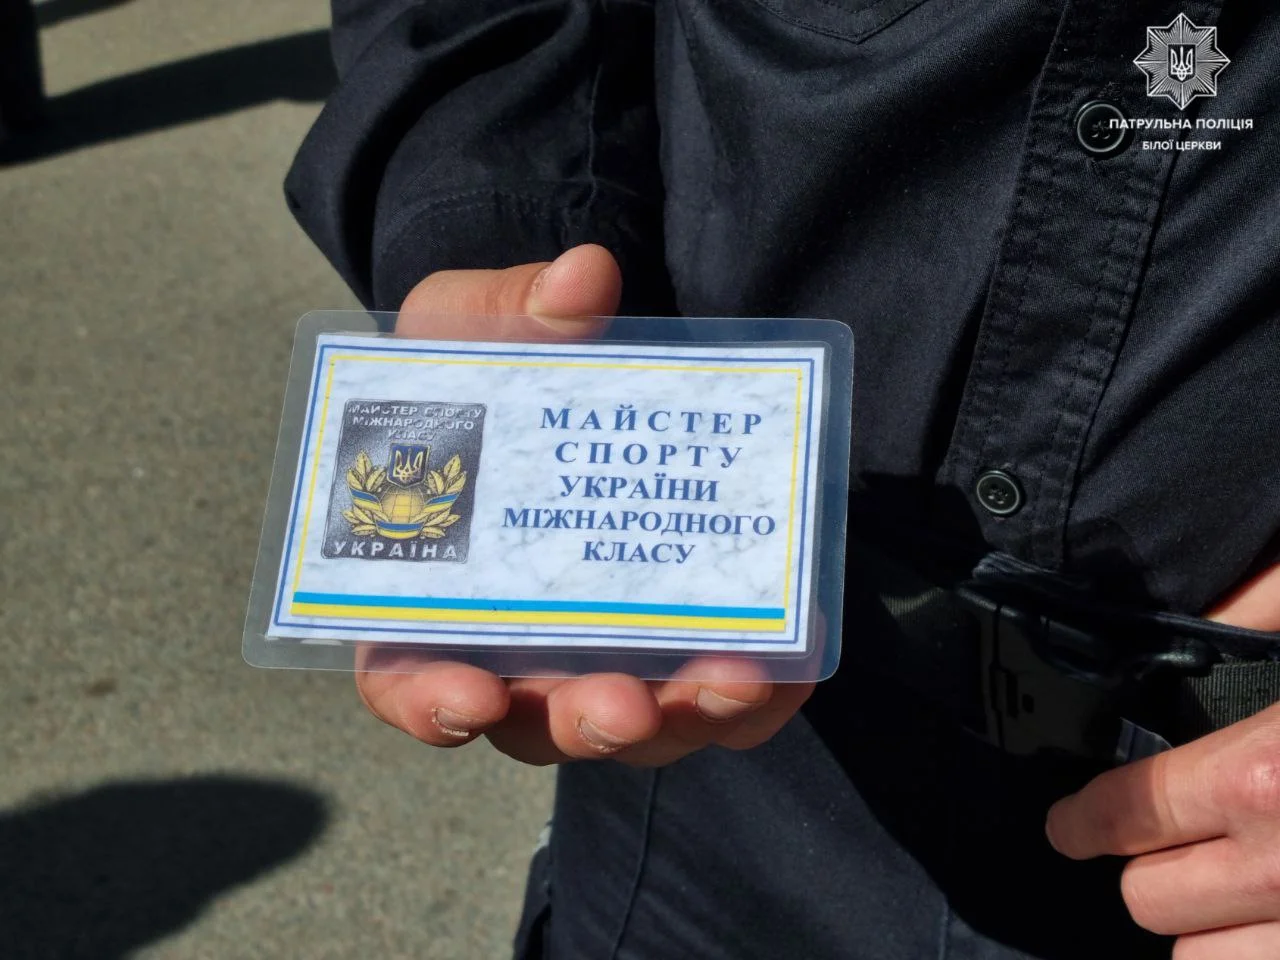 ПАТРУЛЬНА ПОЛІЦІЯ
БІЛОЇ ЦЕРКВИ
МАЙСТЕР СПОРТУ
МІЖНАРОДНОГО
КЛАСУ
УКРАЇНА
МАЙСТЕР
СПОРТУ
УКРАЇНИ
МІЖНАРОДНОГО
КЛАСУ